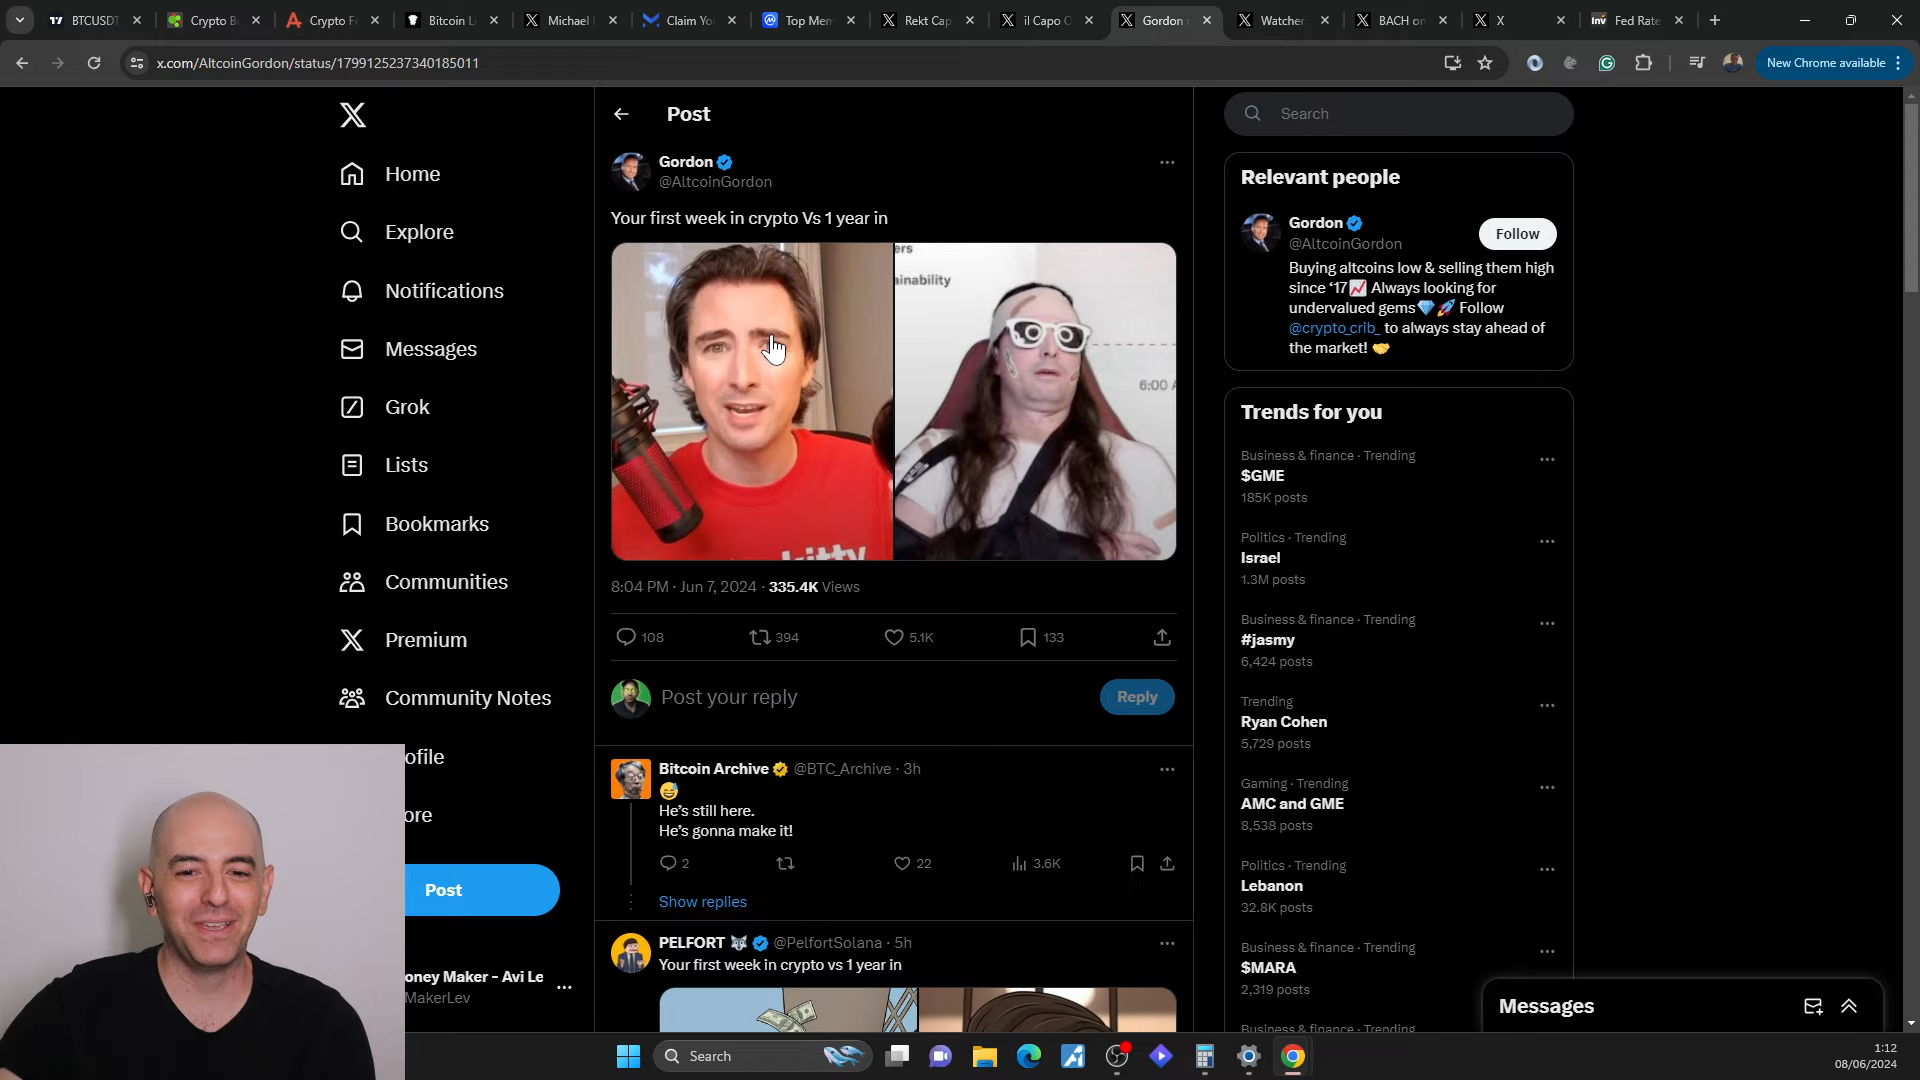 BTCUSDT
Crypto B
Crypto F
Bitcoin L
Michael
Claim Yo
Top Mem
Rekt Cap
il Capo O
Gordon
Watcher
BACH on
X
Fed Rate
x.com/AltcoinGordon/status/1799125237340185011
New Chrome available
Home
Explore
Notifications
Messages
Grok
Lists
Bookmarks
Communities
Premium
Community Notes
ofile
ore
Post
oney Maker - Avi Le
MakerLev
Post
Gordon
@AltcoinGordon
Your first week in crypto Vs 1 year in
ers
ainability
6:00 A
kitty
8:04 PM · Jun 7, 2024 · 335.4K Views
108
394
5.1K
133
Post your reply
Reply
Bitcoin Archive @BTC_Archive · 3h
😅
He's still here.
He's gonna make it!
2
22
3.6K
Show replies
PELFORT 🐺 @PelfortSolana · 5h
Your first week in crypto vs 1 year in
Search
Relevant people
Gordon
@AltcoinGordon
Follow
Buying altcoins low & selling them high
since '17📈 Always looking for
undervalued gems💎🚀 Follow
@crypto_crib_ to always stay ahead of
the market! 🤝
Trends for you
Business & finance · Trending
$GME
185K posts
Politics · Trending
Israel
1.3M posts
Business & finance · Trending
#jasmy
6,424 posts
Trending
Ryan Cohen
5,729 posts
Gaming · Trending
AMC and GME
8,538 posts
Politics · Trending
Lebanon
32.8K posts
Business & finance · Trending
$MARA
2,319 posts
Business & finance · Trending
Messages
Search
1:12
08/06/2024